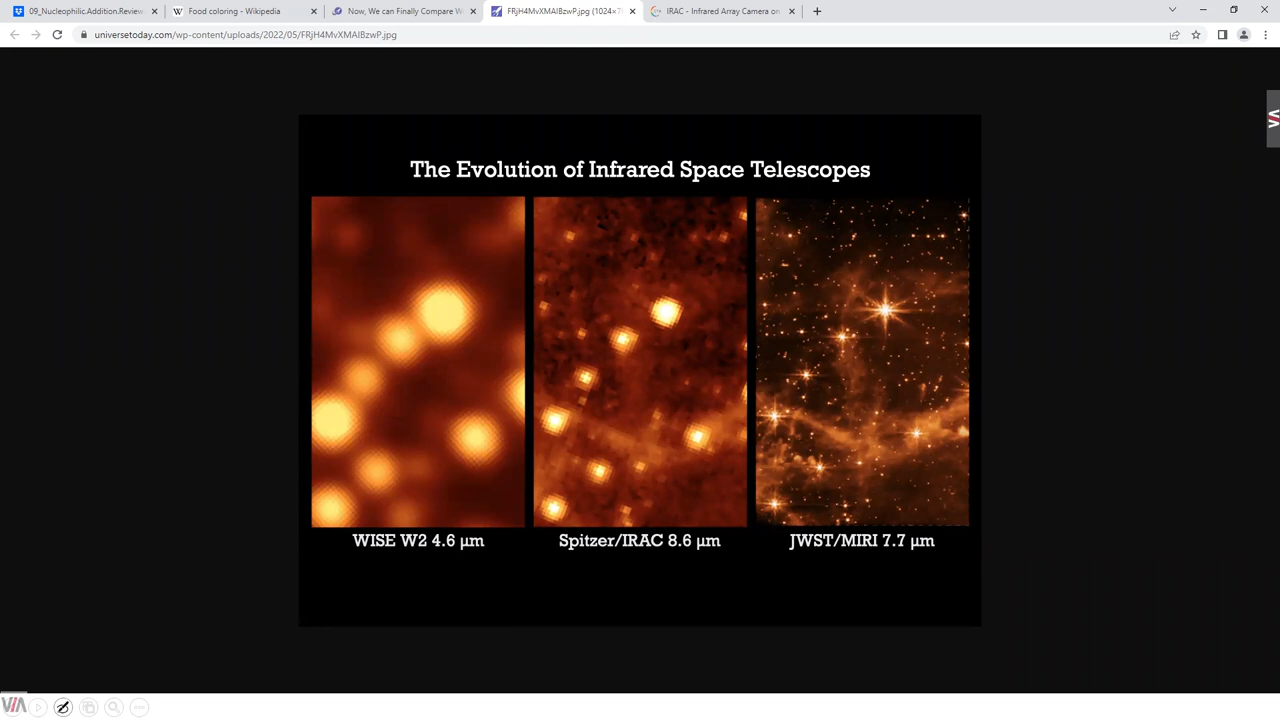 09_Nucleophilic.Addition.Review
Food coloring - Wikipedia
Now, We can Finally Compare W
FRjH4MvXMAIBzwP.jpg (1024×7
IRAC - Infrared Array Camera on
universetoday.com/wp-content/uploads/2022/05/FRjH4MvXMAIBzwP.jpg
The Evolution of Infrared Space Telescopes
WISE W2 4.6 µm
Spitzer/IRAC 8.6 µm
JWST/MIRI 7.7 µm
VIA